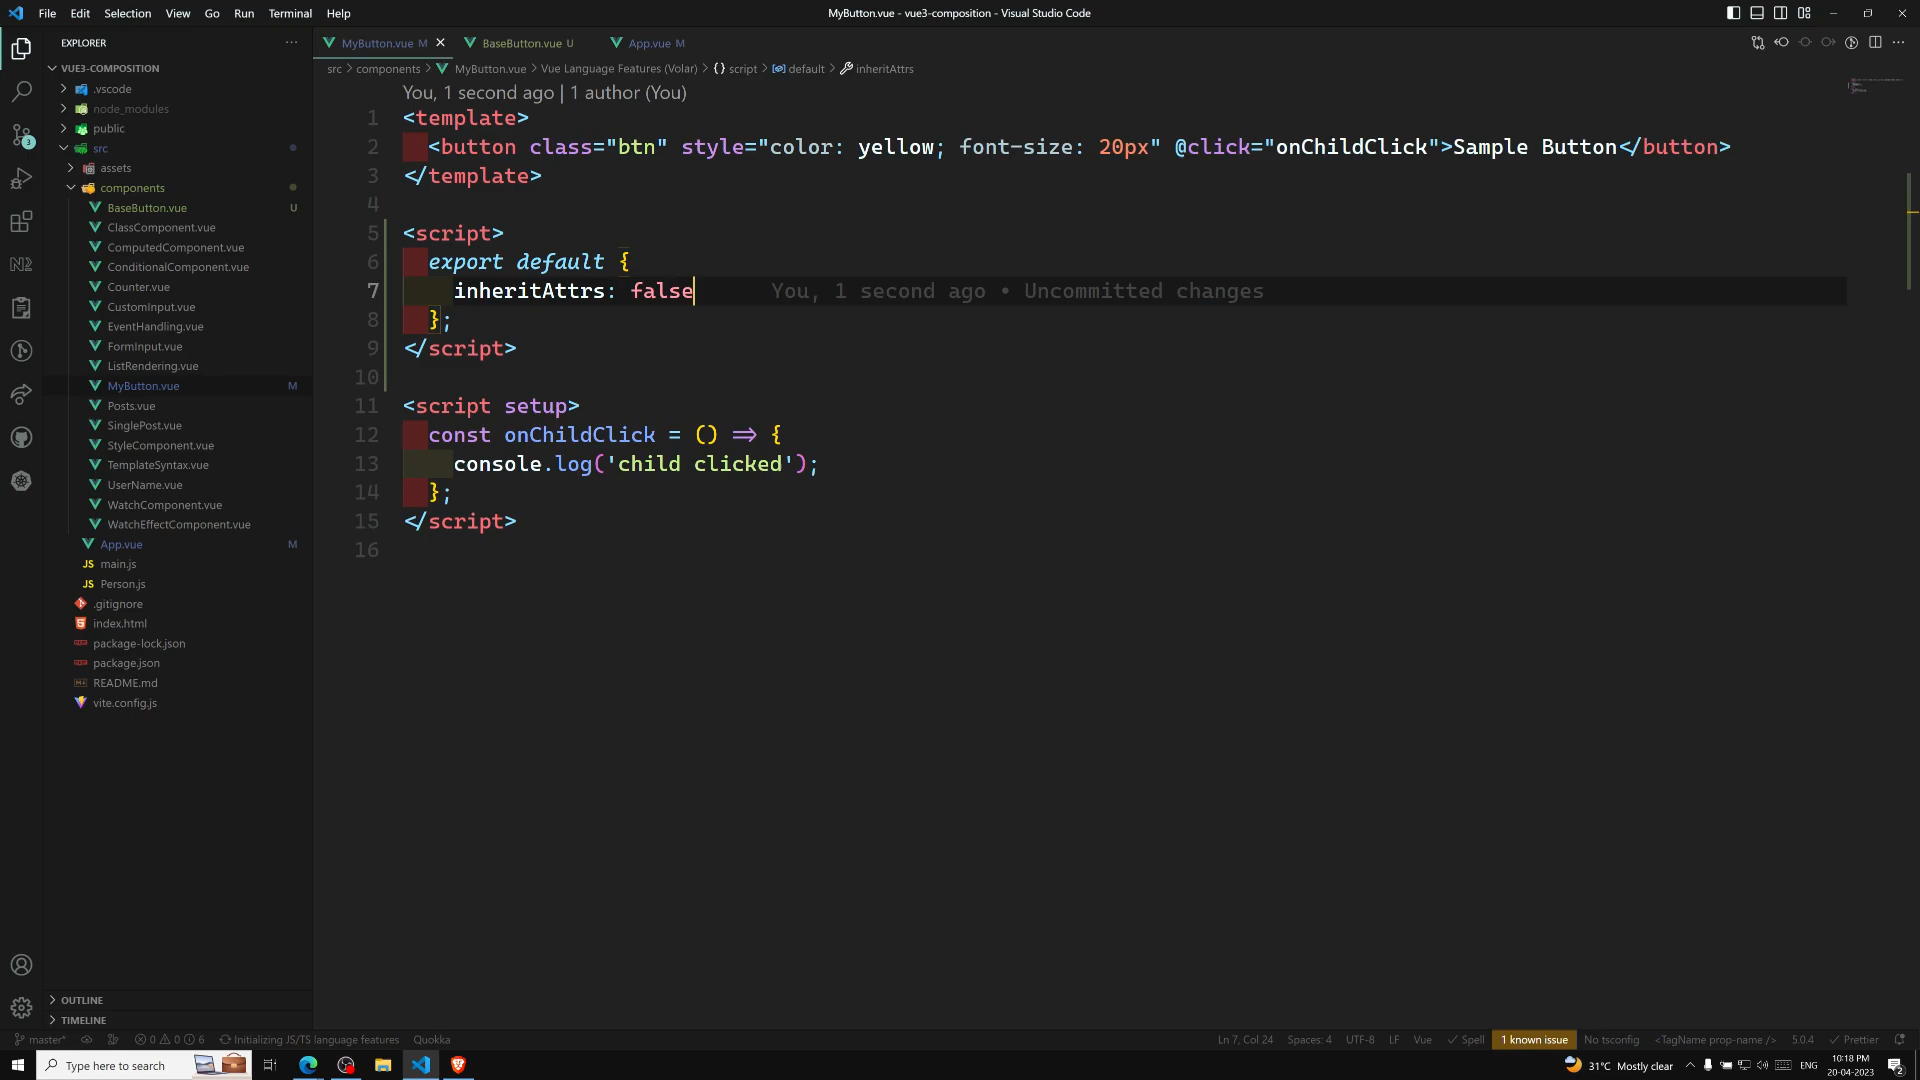 File Edit Selection View Go Run Terminal Help
MyButton.vue - vue3-composition - Visual Studio Code
EXPLORER
VUE3-COMPOSITION
.vscode
node_modules
public
src
assets
components
BaseButton.vue U
ClassComponent.vue
ComputedComponent.vue
ConditionalComponent.vue
Counter.vue
CustomInput.vue
EventHandling.vue
FormInput.vue
ListRendering.vue
MyButton.vue M
Posts.vue
SinglePost.vue
StyleComponent.vue
TemplateSyntax.vue
UserName.vue
WatchComponent.vue
WatchEffectComponent.vue
App.vue M
JS main.js
JS Person.js
.gitignore
index.html
package-lock.json
package.json
README.md
vite.config.js
OUTLINE
TIMELINE
MyButton.vue M BaseButton.vue U App.vue M
src > components > MyButton.vue > Vue Language Features (Volar) > {} script > default > inheritAttrs
You, 1 second ago | 1 author (You)
1 <template>
2 <button class="btn" style="color: yellow; font-size: 20px" @click="onChildClick">Sample Button</button>
3 </template>
4
5 <script>
6 export default {
7 inheritAttrs: false You, 1 second ago • Uncommitted changes
8 };
9 </script>
10
11 <script setup>
12 const onChildClick = () => {
13 console.log('child clicked');
14 };
15 </script>
16
master* 0 0 6 Initializing JS/TS language features Quokka
Ln 7, Col 24 Spaces: 4 UTF-8 LF Vue Spell 1 known issue No tsconfig <TagName prop-name /> 5.0.4 Prettier
Type here to search
31°C Mostly clear ENG 10:18 PM
20-04-2023
2